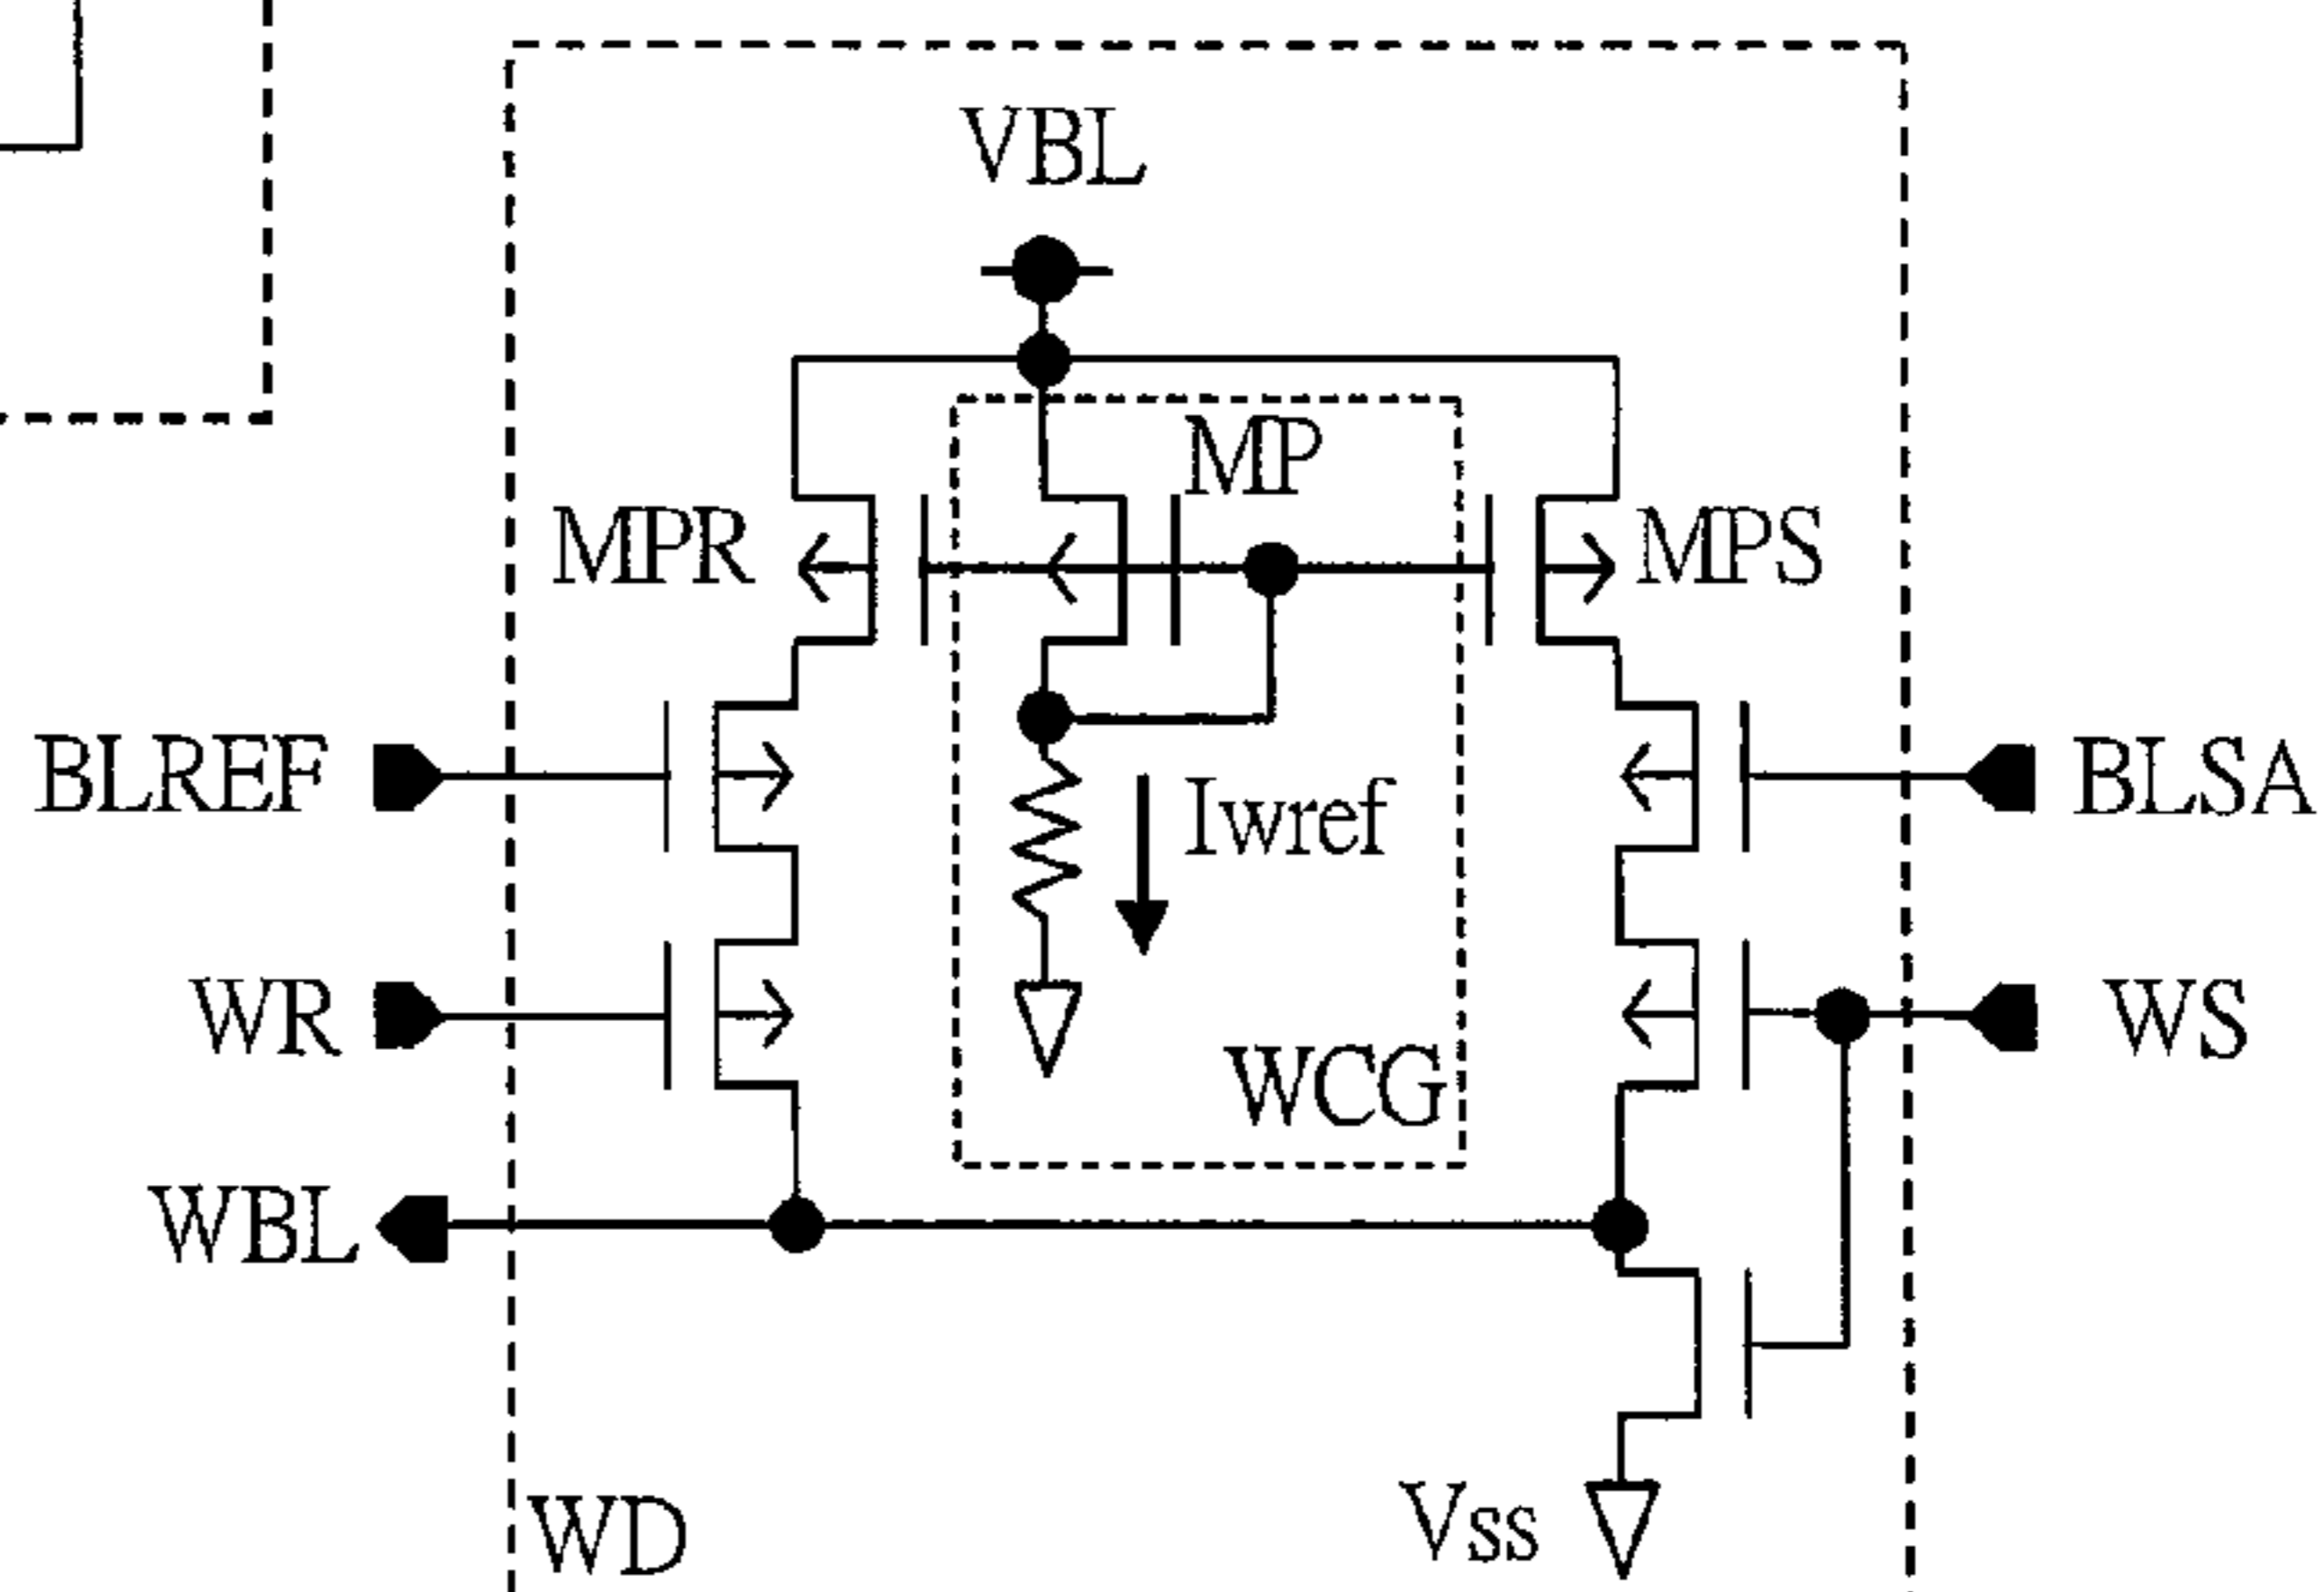 VBL
MP
MPR
MPS
BLREF
Iwref
BLSA
WR
WS
WCG
WBL
WD
Vss